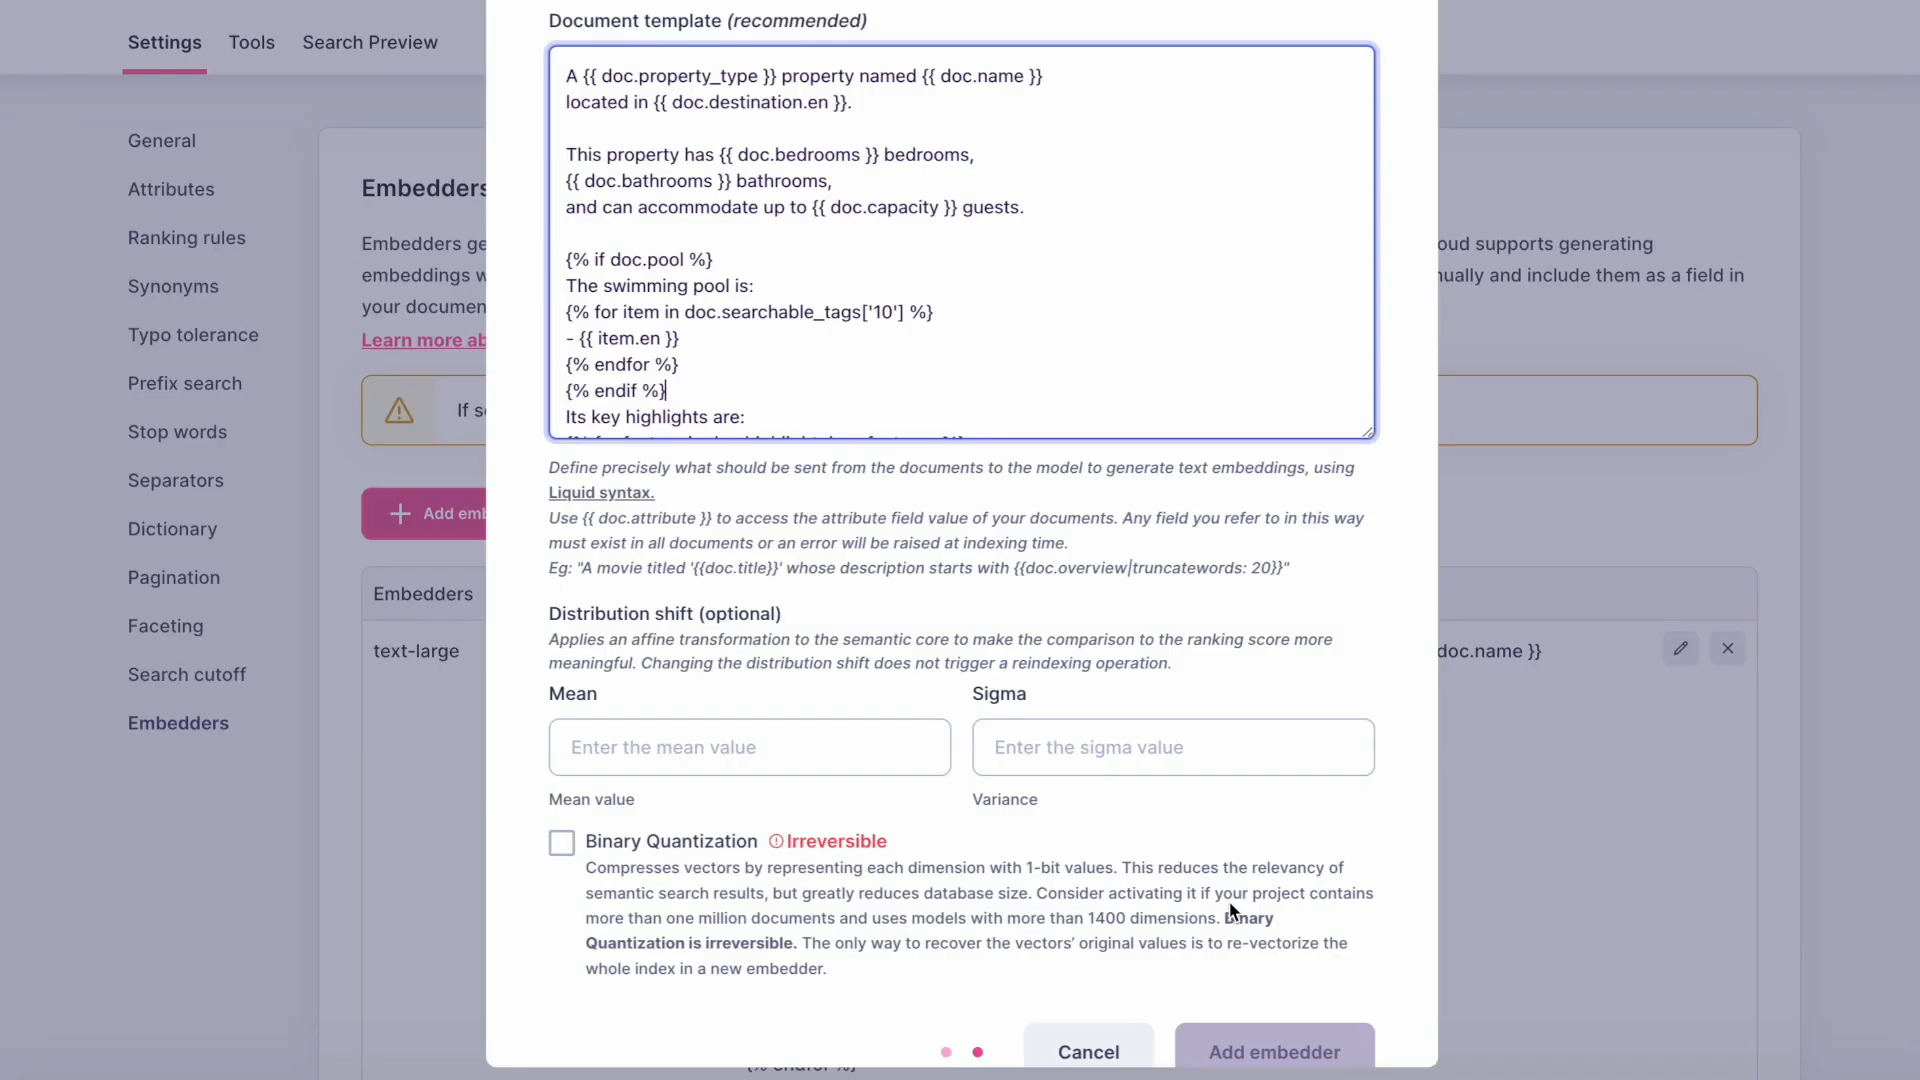 Settings
Tools
Search Preview
General
Attributes
Ranking rules
Synonyms
Typo tolerance
Prefix search
Stop words
Separators
Dictionary
Pagination
Faceting
Search cutoff
Embedders
Embedders
Embedders ge
embeddings w
your documen
Learn more ab
If s
Add emb
Embedders
text-large
Document template (recommended)
A {{ doc.property_type }} property named {{ doc.name }}
located in {{ doc.destination.en }}.
This property has {{ doc.bedrooms }} bedrooms,
{{ doc.bathrooms }} bathrooms,
and can accommodate up to {{ doc.capacity }} guests.
{% if doc.pool %}
The swimming pool is:
{% for item in doc.searchable_tags['10'] %}
- {{ item.en }}
{% endfor %}
{% endif %}
Its key highlights are:
Define precisely what should be sent from the documents to the model to generate text embeddings, using
Liquid syntax.
Use {{ doc.attribute }} to access the attribute field value of your documents. Any field you refer to in this way
must exist in all documents or an error will be raised at indexing time.
Eg: "A movie titled '{{doc.title}}' whose description starts with {{doc.overview|truncatewords: 20}}"
Distribution shift (optional)
Applies an affine transformation to the semantic core to make the comparison to the ranking score more
meaningful. Changing the distribution shift does not trigger a reindexing operation.
Mean
Sigma
Enter the mean value
Enter the sigma value
Mean value
Variance
Binary Quantization Irreversible
Compresses vectors by representing each dimension with 1-bit values. This reduces the relevancy of
semantic search results, but greatly reduces database size. Consider activating it if your project contains
more than one million documents and uses models with more than 1400 dimensions. Binary
Quantization is irreversible. The only way to recover the vectors' original values is to re-vectorize the
whole index in a new embedder.
Cancel
Add embedder
oud supports generating
nually and include them as a field in
doc.name }}